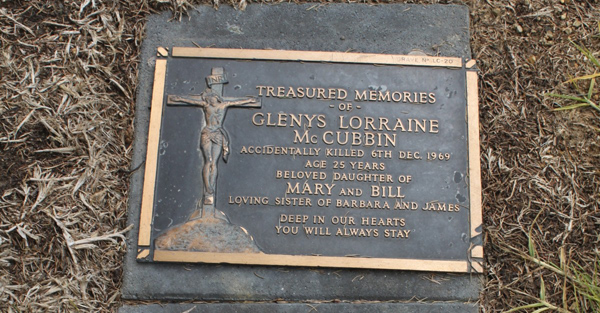 TREASURED MEMORIES
- OF -
GLENYS LORRAINE
MCCUBBIN
ACCIDENTALLY KILLED 6TH DEC. 1969
AGE 25 YEARS
BELOVED DAUGHTER OF
MARY AND BILL
LOVING SISTER OF BARBARA AND JAMES
DEEP IN OUR HEARTS
YOU WILL ALWAYS STAY